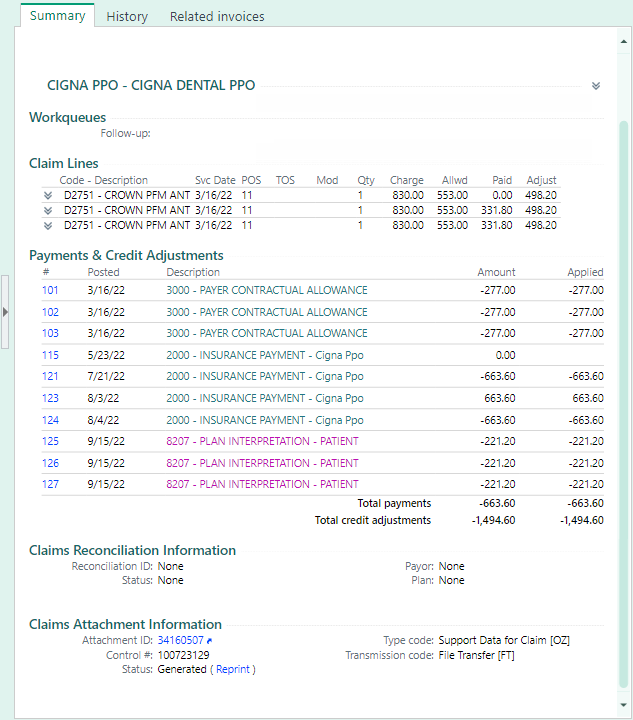 Summary History Related invoices
CIGNA PPO - CIGNA DENTAL PPO
Workqueues
Follow-up:
Claim Lines
Code - Description Svc Date POS TOS Mod Qty Charge Allwd Paid Adjust
D2751 - CROWN PFM ANT 3/16/22 11 1 830.00 553.00 0.00 498.20
D2751 - CROWN PFM ANT 3/16/22 11 1 830.00 553.00 331.80 498.20
D2751 - CROWN PFM ANT 3/16/22 11 1 830.00 553.00 331.80 498.20
Payments & Credit Adjustments
# Posted Description Amount Applied
101 3/16/22 3000 - PAYER CONTRACTUAL ALLOWANCE -277.00 -277.00
102 3/16/22 3000 - PAYER CONTRACTUAL ALLOWANCE -277.00 -277.00
103 3/16/22 3000 - PAYER CONTRACTUAL ALLOWANCE -277.00 -277.00
115 5/23/22 2000 - INSURANCE PAYMENT - Cigna Ppo 0.00
121 7/21/22 2000 - INSURANCE PAYMENT - Cigna Ppo -663.60 -663.60
123 8/3/22 2000 - INSURANCE PAYMENT - Cigna Ppo 663.60 663.60
124 8/4/22 2000 - INSURANCE PAYMENT - Cigna Ppo -663.60 -663.60
125 9/15/22 8207 - PLAN INTERPRETATION - PATIENT -221.20 -221.20
126 9/15/22 8207 - PLAN INTERPRETATION - PATIENT -221.20 -221.20
127 9/15/22 8207 - PLAN INTERPRETATION - PATIENT -221.20 -221.20
Total payments -663.60 -663.60
Total credit adjustments -1,494.60 -1,494.60
Claims Reconciliation Information
Reconciliation ID: None Payor: None
Status: None Plan: None
Claims Attachment Information
Attachment ID: 34160507 Type code: Support Data for Claim [OZ]
Control #: 100723129 Transmission code: File Transfer [FT]
Status: Generated ( Reprint )